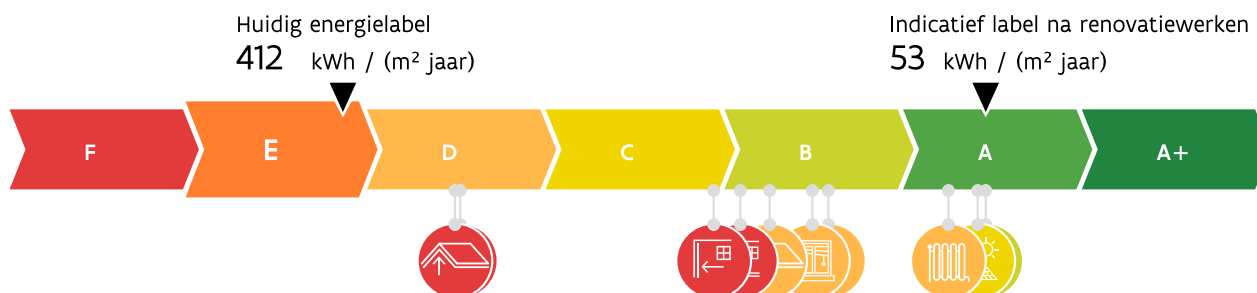 Huidig energielabel
412 kWh / (m² jaar)
Indicatief label na renovatiewerken
53 kWh / (m² jaar)
F E D C B A A+